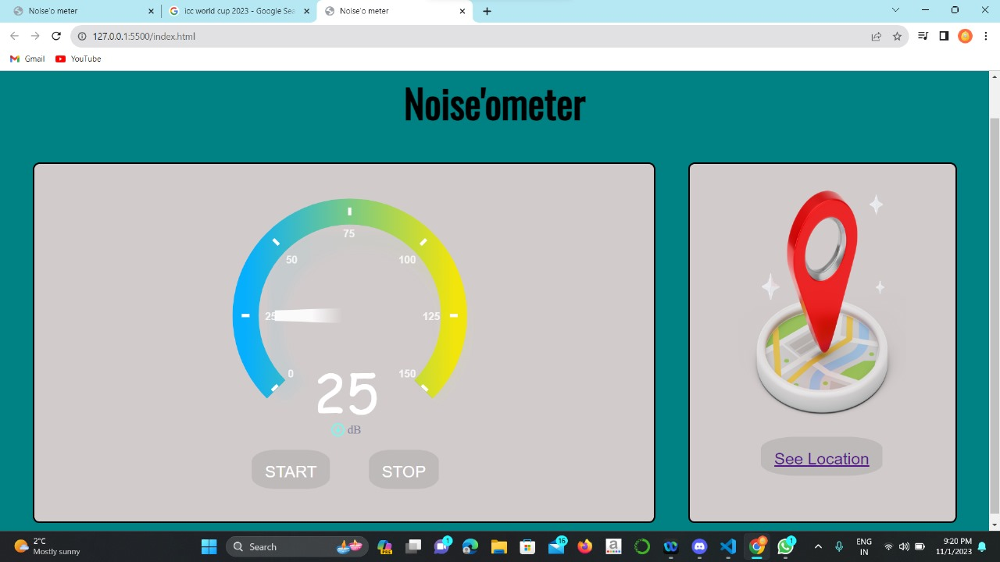 Noise'o meter
icc world cup 2023 - Google Sea
Noise'o meter
127.0.0.1:5500/index.html
Gmail
YouTube
Noise'ometer
75
50
100
25
125
0
150
25
dB
START
STOP
See Location
2°C
Mostly sunny
Search
PRE
1
16
a
1
ENG
IN
9:20 PM
11/1/2023